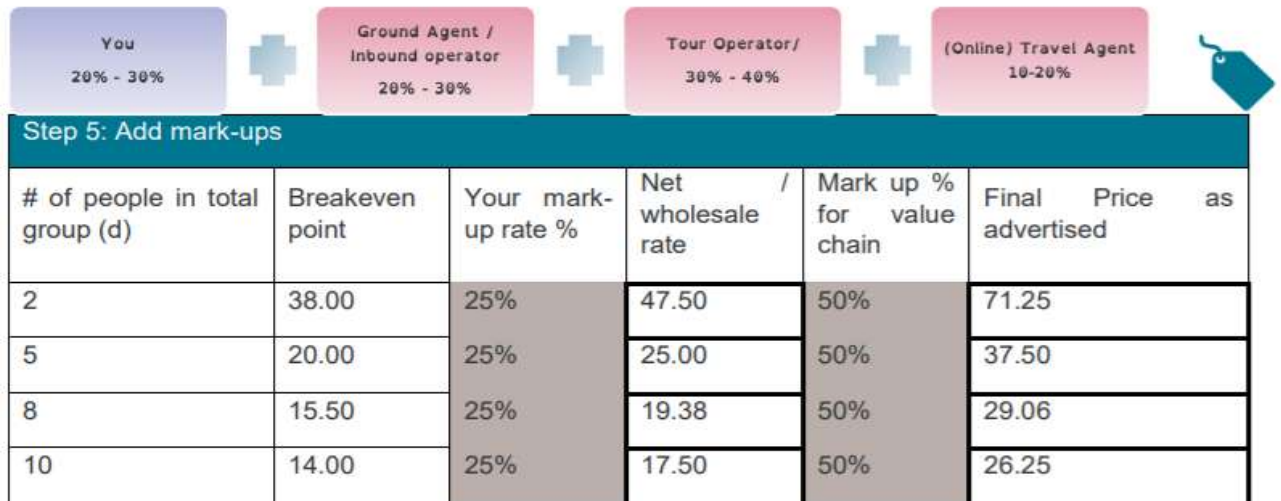 You
20% - 30%
Ground Agent /
Inbound operator
20% - 30%
Tour Operator/
30% - 40%
(Online) Travel Agent
10-20%
Step 5: Add mark-ups
# of people in total
group (d)
Breakeven
point
Your mark-
up rate %
Net /
wholesale
rate
Mark up %
for value
chain
Final Price as
advertised
2 38.00 25% 47.50 50% 71.25
5 20.00 25% 25.00 50% 37.50
8 15.50 25% 19.38 50% 29.06
10 14.00 25% 17.50 50% 26.25